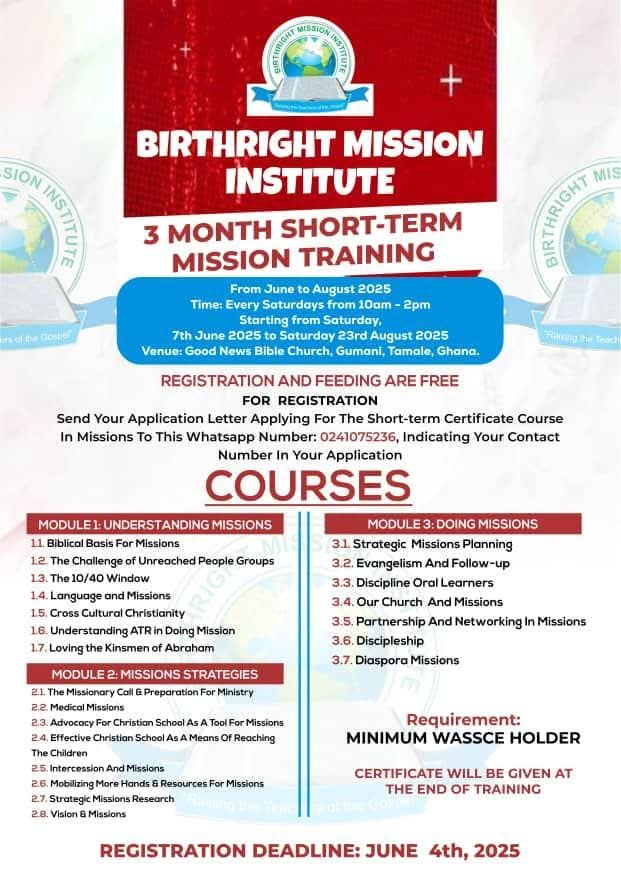 BIRTHRIGHT MISSION INSTITUTE
"Raising the Teachers of the Gospel"
BIRTHRIGHT MISSION
INSTITUTE
3 MONTH SHORT-TERM
MISSION TRAINING
From June to August 2025
Time: Every Saturdays from 10am - 2pm
Starting from Saturday,
7th June 2025 to Saturday 23rd August 2025
Venue: Good News Bible Church, Gumani, Tamale, Ghana.
REGISTRATION AND FEEDING ARE FREE
FOR REGISTRATION
Send Your Application Letter Applying For The Short-term Certificate Course
In Missions To This Whatsapp Number: 0241075236, Indicating Your Contact
Number In Your Application
COURSES
MODULE 1: UNDERSTANDING MISSIONS
1.1. Biblical Basis For Missions
1.2. The Challenge of Unreached People Groups
1.3. The 10/40 Window
1.4. Language and Missions
1.5. Cross Cultural Christianity
1.6. Understanding ATR in Doing Mission
1.7. Loving the Kinsmen of Abraham
MODULE 2: MISSIONS STRATEGIES
2.1. The Missionary Call & Preparation For Ministry
2.2. Medical Missions
2.3. Advocacy For Christian School As A Tool For Missions
2.4. Effective Christian School As A Means Of Reaching
The Children
2.5. Intercession And Missions
2.6. Mobilizing More Hands & Resources For Missions
2.7. Strategic Missions Research
2.8. Vision & Missions
MODULE 3: DOING MISSIONS
3.1. Strategic Missions Planning
3.2. Evangelism And Follow-up
3.3. Discipline Oral Learners
3.4. Our Church And Missions
3.5. Partnership And Networking In Missions
3.6. Discipleship
3.7. Diaspora Missions
Requirement:
MINIMUM WASSCE HOLDER
CERTIFICATE WILL BE GIVEN AT
THE END OF TRAINING
REGISTRATION DEADLINE: JUNE 4th, 2025